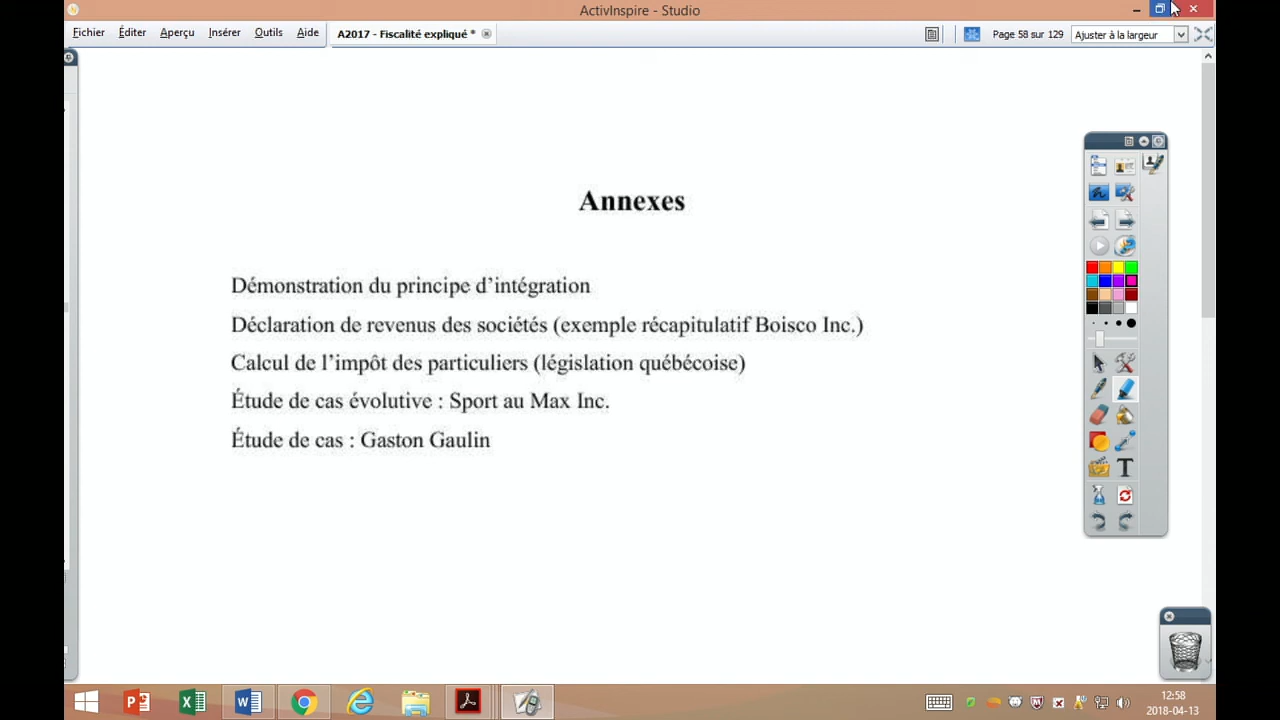 ActivInspire - Studio
Fichier Éditer Aperçu Insérer Outils Aide A2017 - Fiscalité expliqué * Page 58 sur 129 Ajuster à la largeur
Annexes
Démonstration du principe d'intégration
Déclaration de revenus des sociétés (exemple récapitulatif Boisco Inc.)
Calcul de l'impôt des particuliers (législation québécoise)
Étude de cas évolutive : Sport au Max Inc.
Étude de cas : Gaston Gaulin
12:58
2018-04-13